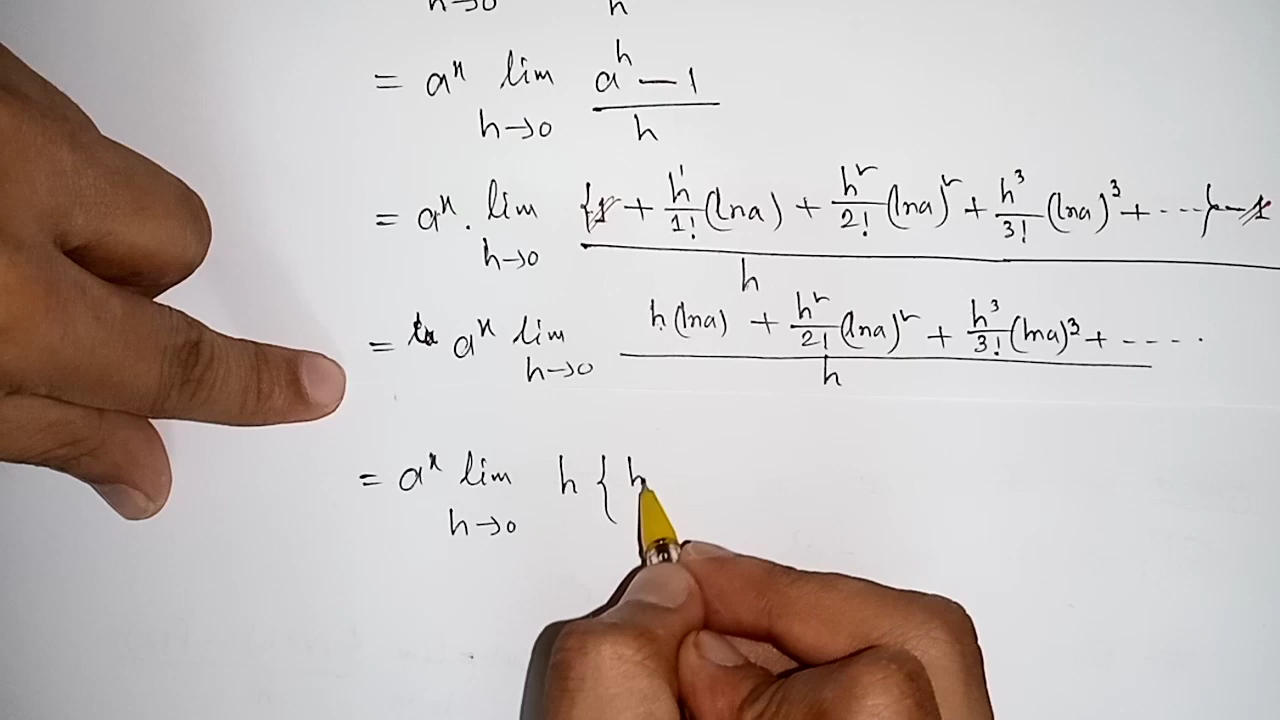 h→0 h
= aˣ lim aʰ − 1
h→0 h
= aˣ. lim {1 + h¹/1! (lna) + h²/2! (lna)² + h³/3! (lna)³ + ---} − 1
h→0 h
= aˣ lim h(lna) + h²/2! (lna)² + h³/3! (lna)³ + ----
h→0 h
= aˣ lim h { h
h→0